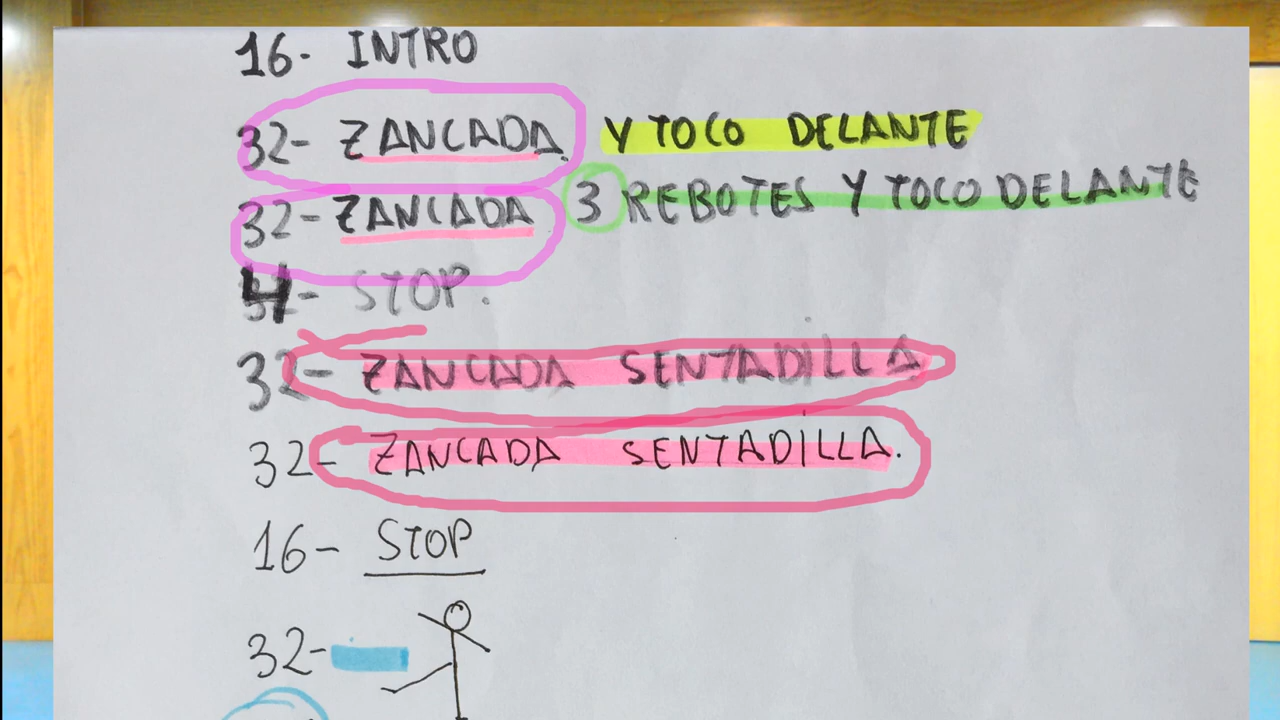 16- INTRO
32- ZANCADA. Y TOCO DELANTE
32- ZANCADA 3 REBOTES Y TOCO DELANTE
4- STOP.
32- ZANCADA SENTADILLA
32- ZANCADA SENTADILLA.
16- STOP
32-